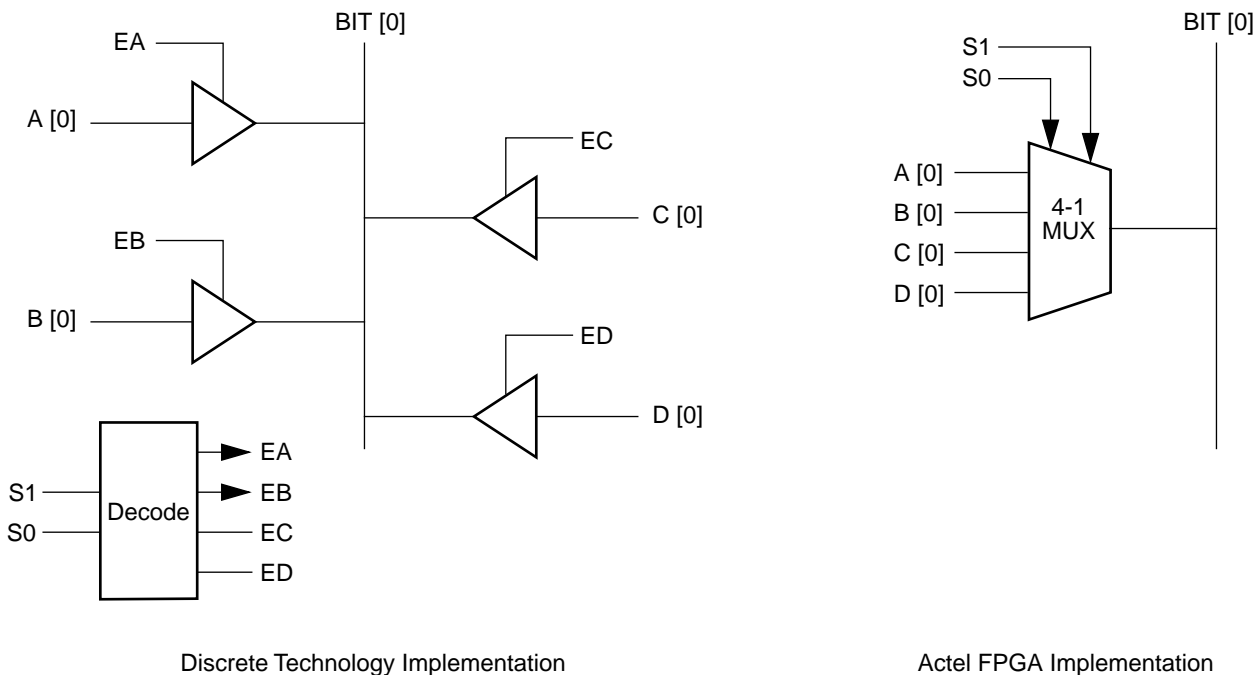 BIT [0]
EA
A [0]
EC
C [0]
EB
B [0]
ED
D [0]
S1
S0
Decode
EA
EB
EC
ED
Discrete Technology Implementation
BIT [0]
S1
S0
A [0]
B [0]
C [0]
D [0]
4-1
MUX
Actel FPGA Implementation